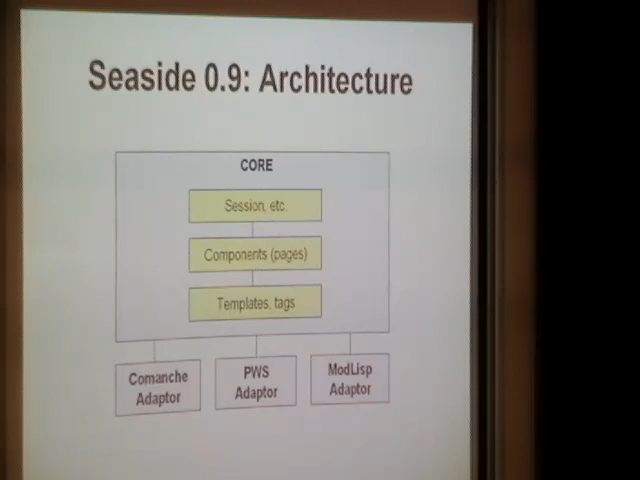 Seaside 0.9: Architecture
CORE
Session, etc.
Components (pages)
Templates, tags
Comanche
Adaptor
PWS
Adaptor
ModLisp
Adaptor